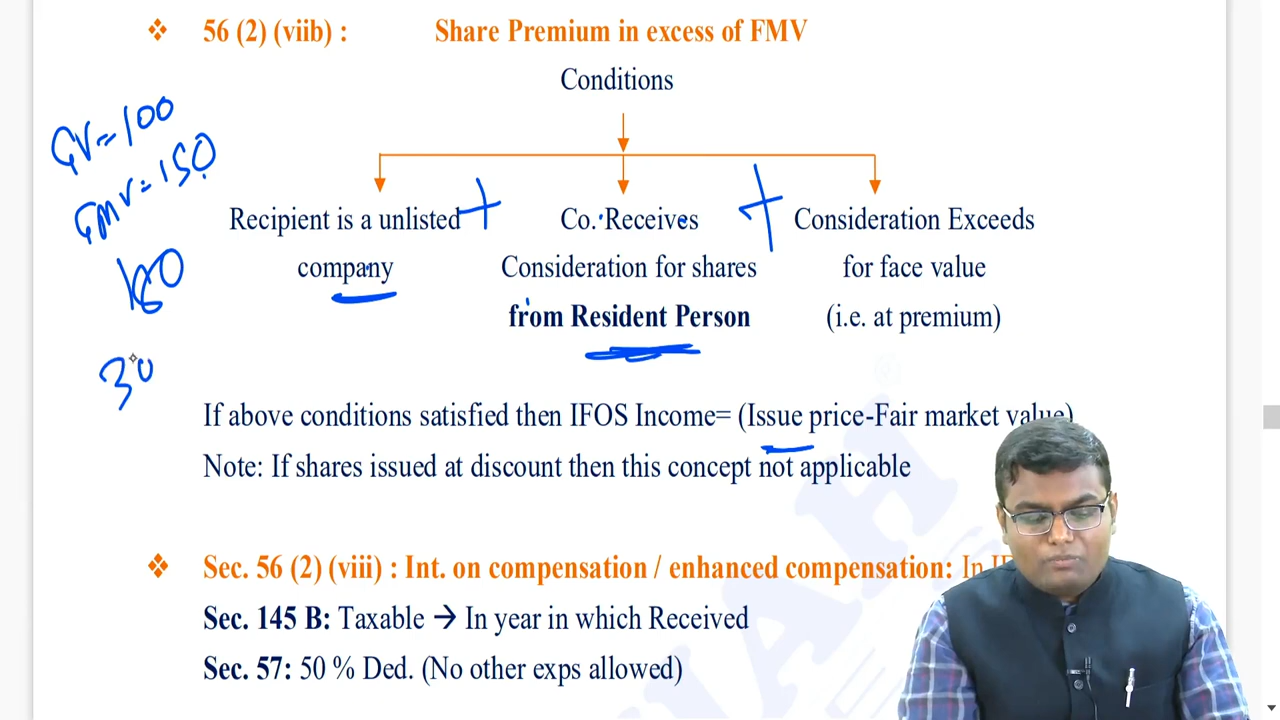 ❖ 56 (2) (viib) : Share Premium in excess of FMV
Conditions
FV=100
FMV=150
180
30
Recipient is a unlisted
company
+
Co. Receives
Consideration for shares
from Resident Person
+
Consideration Exceeds
for face value
(i.e. at premium)
If above conditions satisfied then IFOS Income= (Issue price-Fair market value)
Note: If shares issued at discount then this concept not applicable
❖ Sec. 56 (2) (viii) : Int. on compensation / enhanced compensation: In
Sec. 145 B: Taxable → In year in which Received
Sec. 57: 50 % Ded. (No other exps allowed)